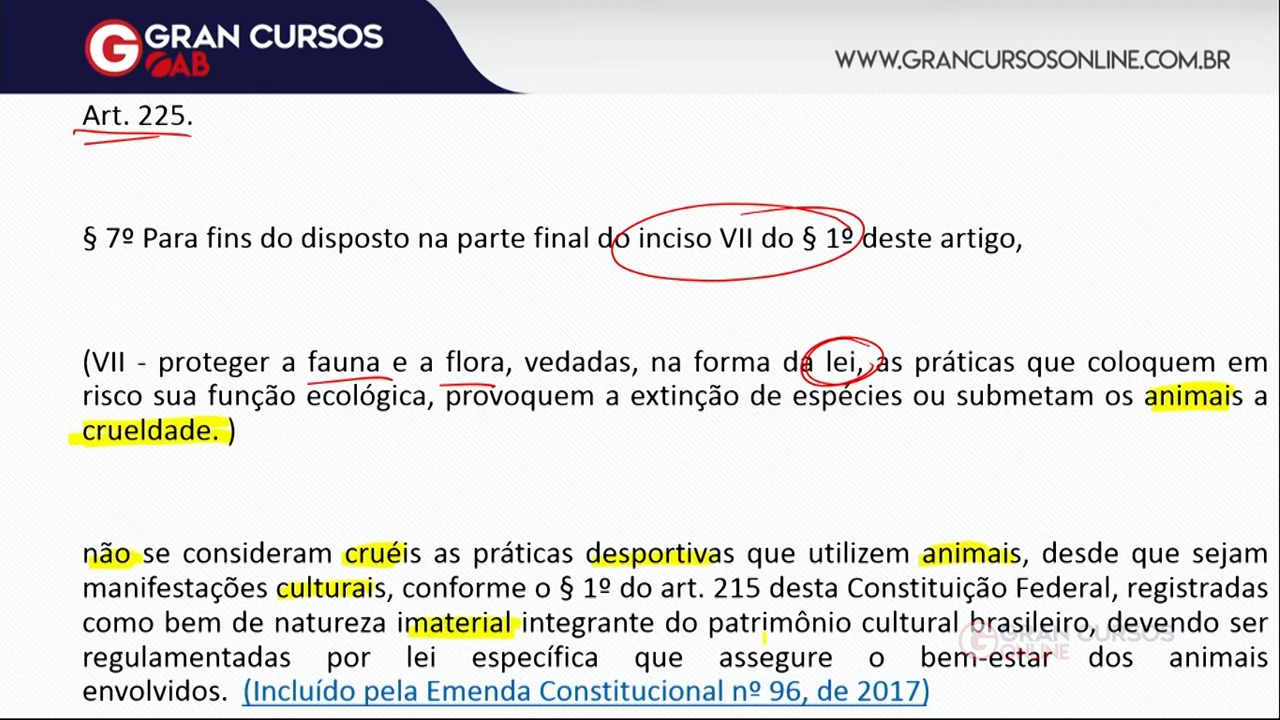 GRAN CURSOS
OAB
WWW.GRANCURSOSONLINE.COM.BR
Art. 225.
§ 7º Para fins do disposto na parte final do inciso VII do § 1º deste artigo,
(VII - proteger a fauna e a flora, vedadas, na forma da lei, as práticas que coloquem em
risco sua função ecológica, provoquem a extinção de espécies ou submetam os animais a
crueldade. )
não se consideram cruéis as práticas desportivas que utilizem animais, desde que sejam
manifestações culturais, conforme o § 1º do art. 215 desta Constituição Federal, registradas
como bem de natureza imaterial integrante do patrimônio cultural brasileiro, devendo ser
GRAN CURSOS
ONLINE
regulamentadas por lei específica que assegure o bem-estar dos animais
envolvidos. (Incluído pela Emenda Constitucional nº 96, de 2017)